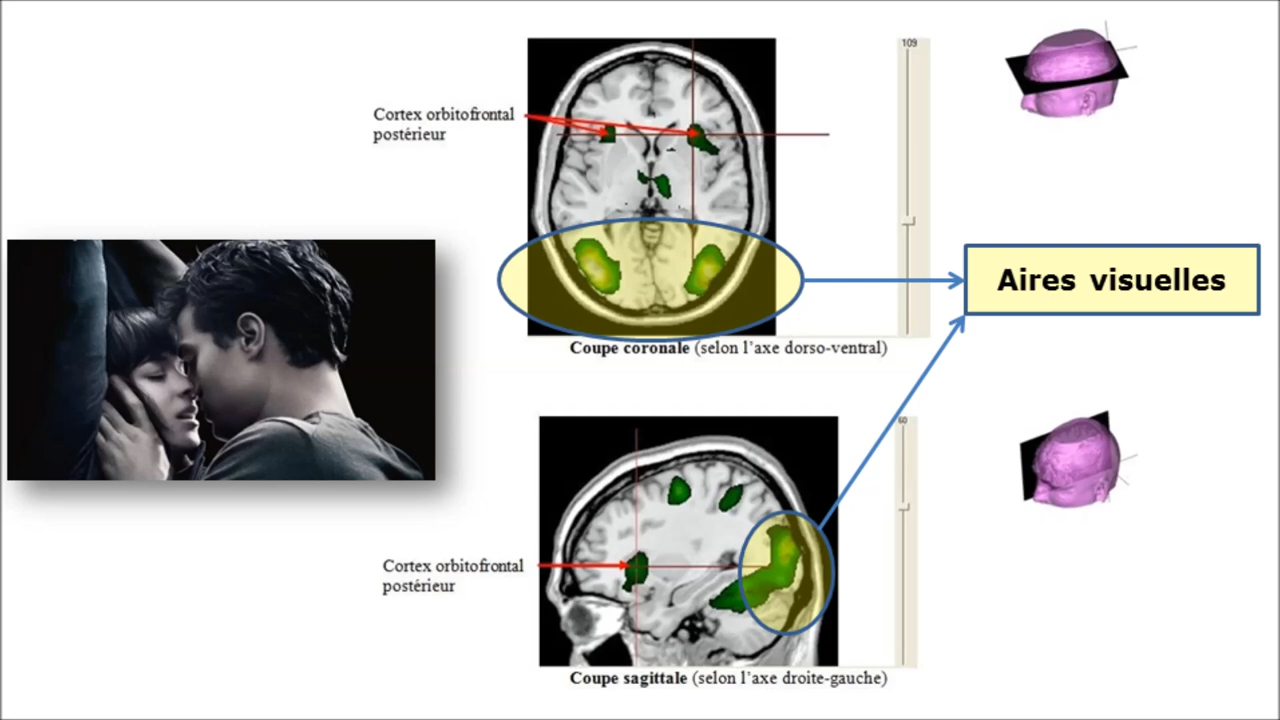 109
Cortex orbitofrontal
postérieur
Aires visuelles
Coupe coronale (selon l'axe dorso-ventral)
60
Cortex orbitofrontal
postérieur
Coupe sagittale (selon l'axe droite-gauche)